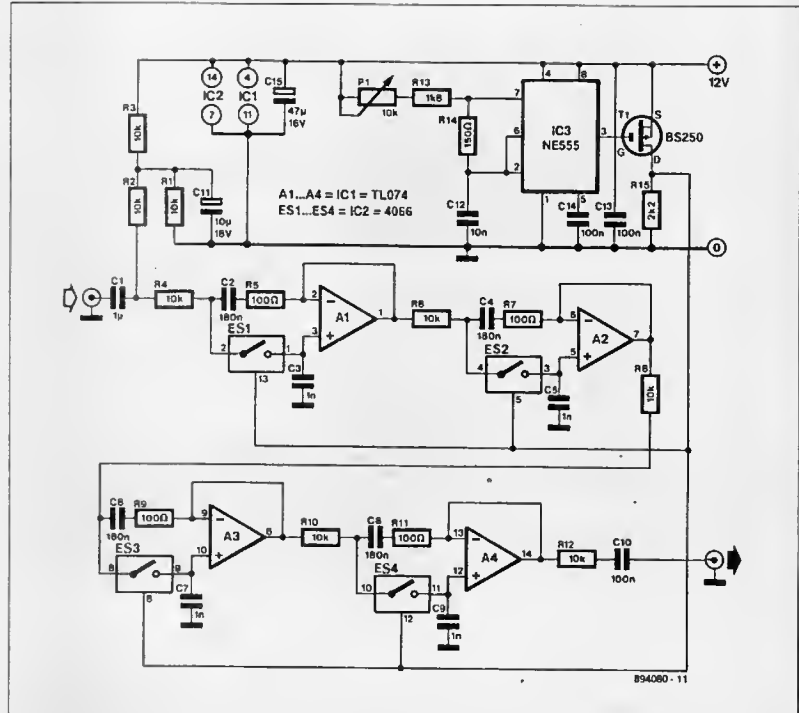 C15
47µ
16V
14
IC2
7
4
IC1
11
P1
10k
R13
1k8
R14
150Ω
4
8
7
6
2
3
1
5
IC3
NE555
T1
S
G
D
BS250
+
12V
R3
10k
R2
10k
R1
10k
C11
10µ
16V
A1...A4 = IC1 = TL074
ES1...ES4 = IC2 = 4066
C12
10n
C14
100n
C13
100n
R15
2k2
0
C1
1µ
R4
10k
C2
180n
R5
100Ω
2
3
1
A1
ES1
2
1
13
C3
1n
R6
10k
C4
180n
R7
100Ω
6
5
7
A2
ES2
4
3
5
C5
1n
R8
10k
C6
180n
R9
100Ω
9
10
8
A3
ES3
8
9
6
C7
1n
R10
10k
C8
180n
R11
100Ω
13
12
14
A4
ES4
10
11
12
C9
1n
R12
10k
C10
100n
894080 - 11